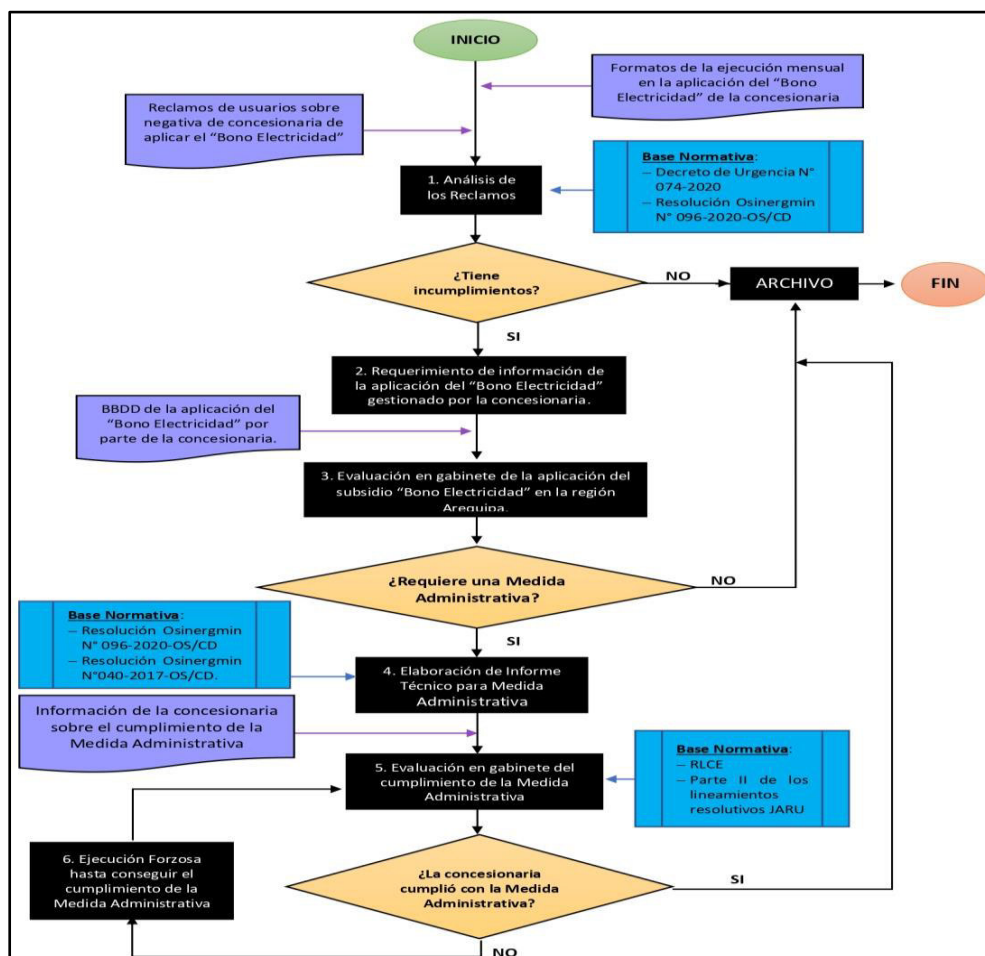 INICIO
Formatos de la ejecución mensual
en la aplicación del “Bono
Electricidad” de la concesionaria
Reclamos de usuarios sobre
negativa de concesionaria de
aplicar el “Bono Electricidad”
Base Normativa:
– Decreto de Urgencia N°
074-2020
– Resolución Osinergmin
N° 096-2020-OS/CD
1. Análisis de
los Reclamos
¿Tiene
incumplimientos?
NO
ARCHIVO
FIN
SI
2. Requerimiento de información de
la aplicación del “Bono Electricidad”
gestionado por la concesionaria.
BBDD de la aplicación del
“Bono Electricidad” por
parte de la concesionaria.
3. Evaluación en gabinete de la aplicación del
subsidio “Bono Electricidad” en la región
Arequipa.
¿Requiere una Medida
Administrativa?
NO
SI
Base Normativa:
– Resolución Osinergmin
N° 096-2020-OS/CD
– Resolución Osinergmin
N°040-2017-OS/CD.
4. Elaboración de Informe
Técnico para Medida
Administrativa
Información de la concesionaria
sobre el cumplimiento de la
Medida Administrativa
5. Evaluación en gabinete del
cumplimiento de la Medida
Administrativa
Base Normativa:
– RLCE
– Parte II de los
lineamientos
resolutivos JARU
6. Ejecución Forzosa
hasta conseguir el
cumplimiento de la
Medida Administrativa
¿La concesionaria
cumplió con la Medida
Administrativa?
SI
NO